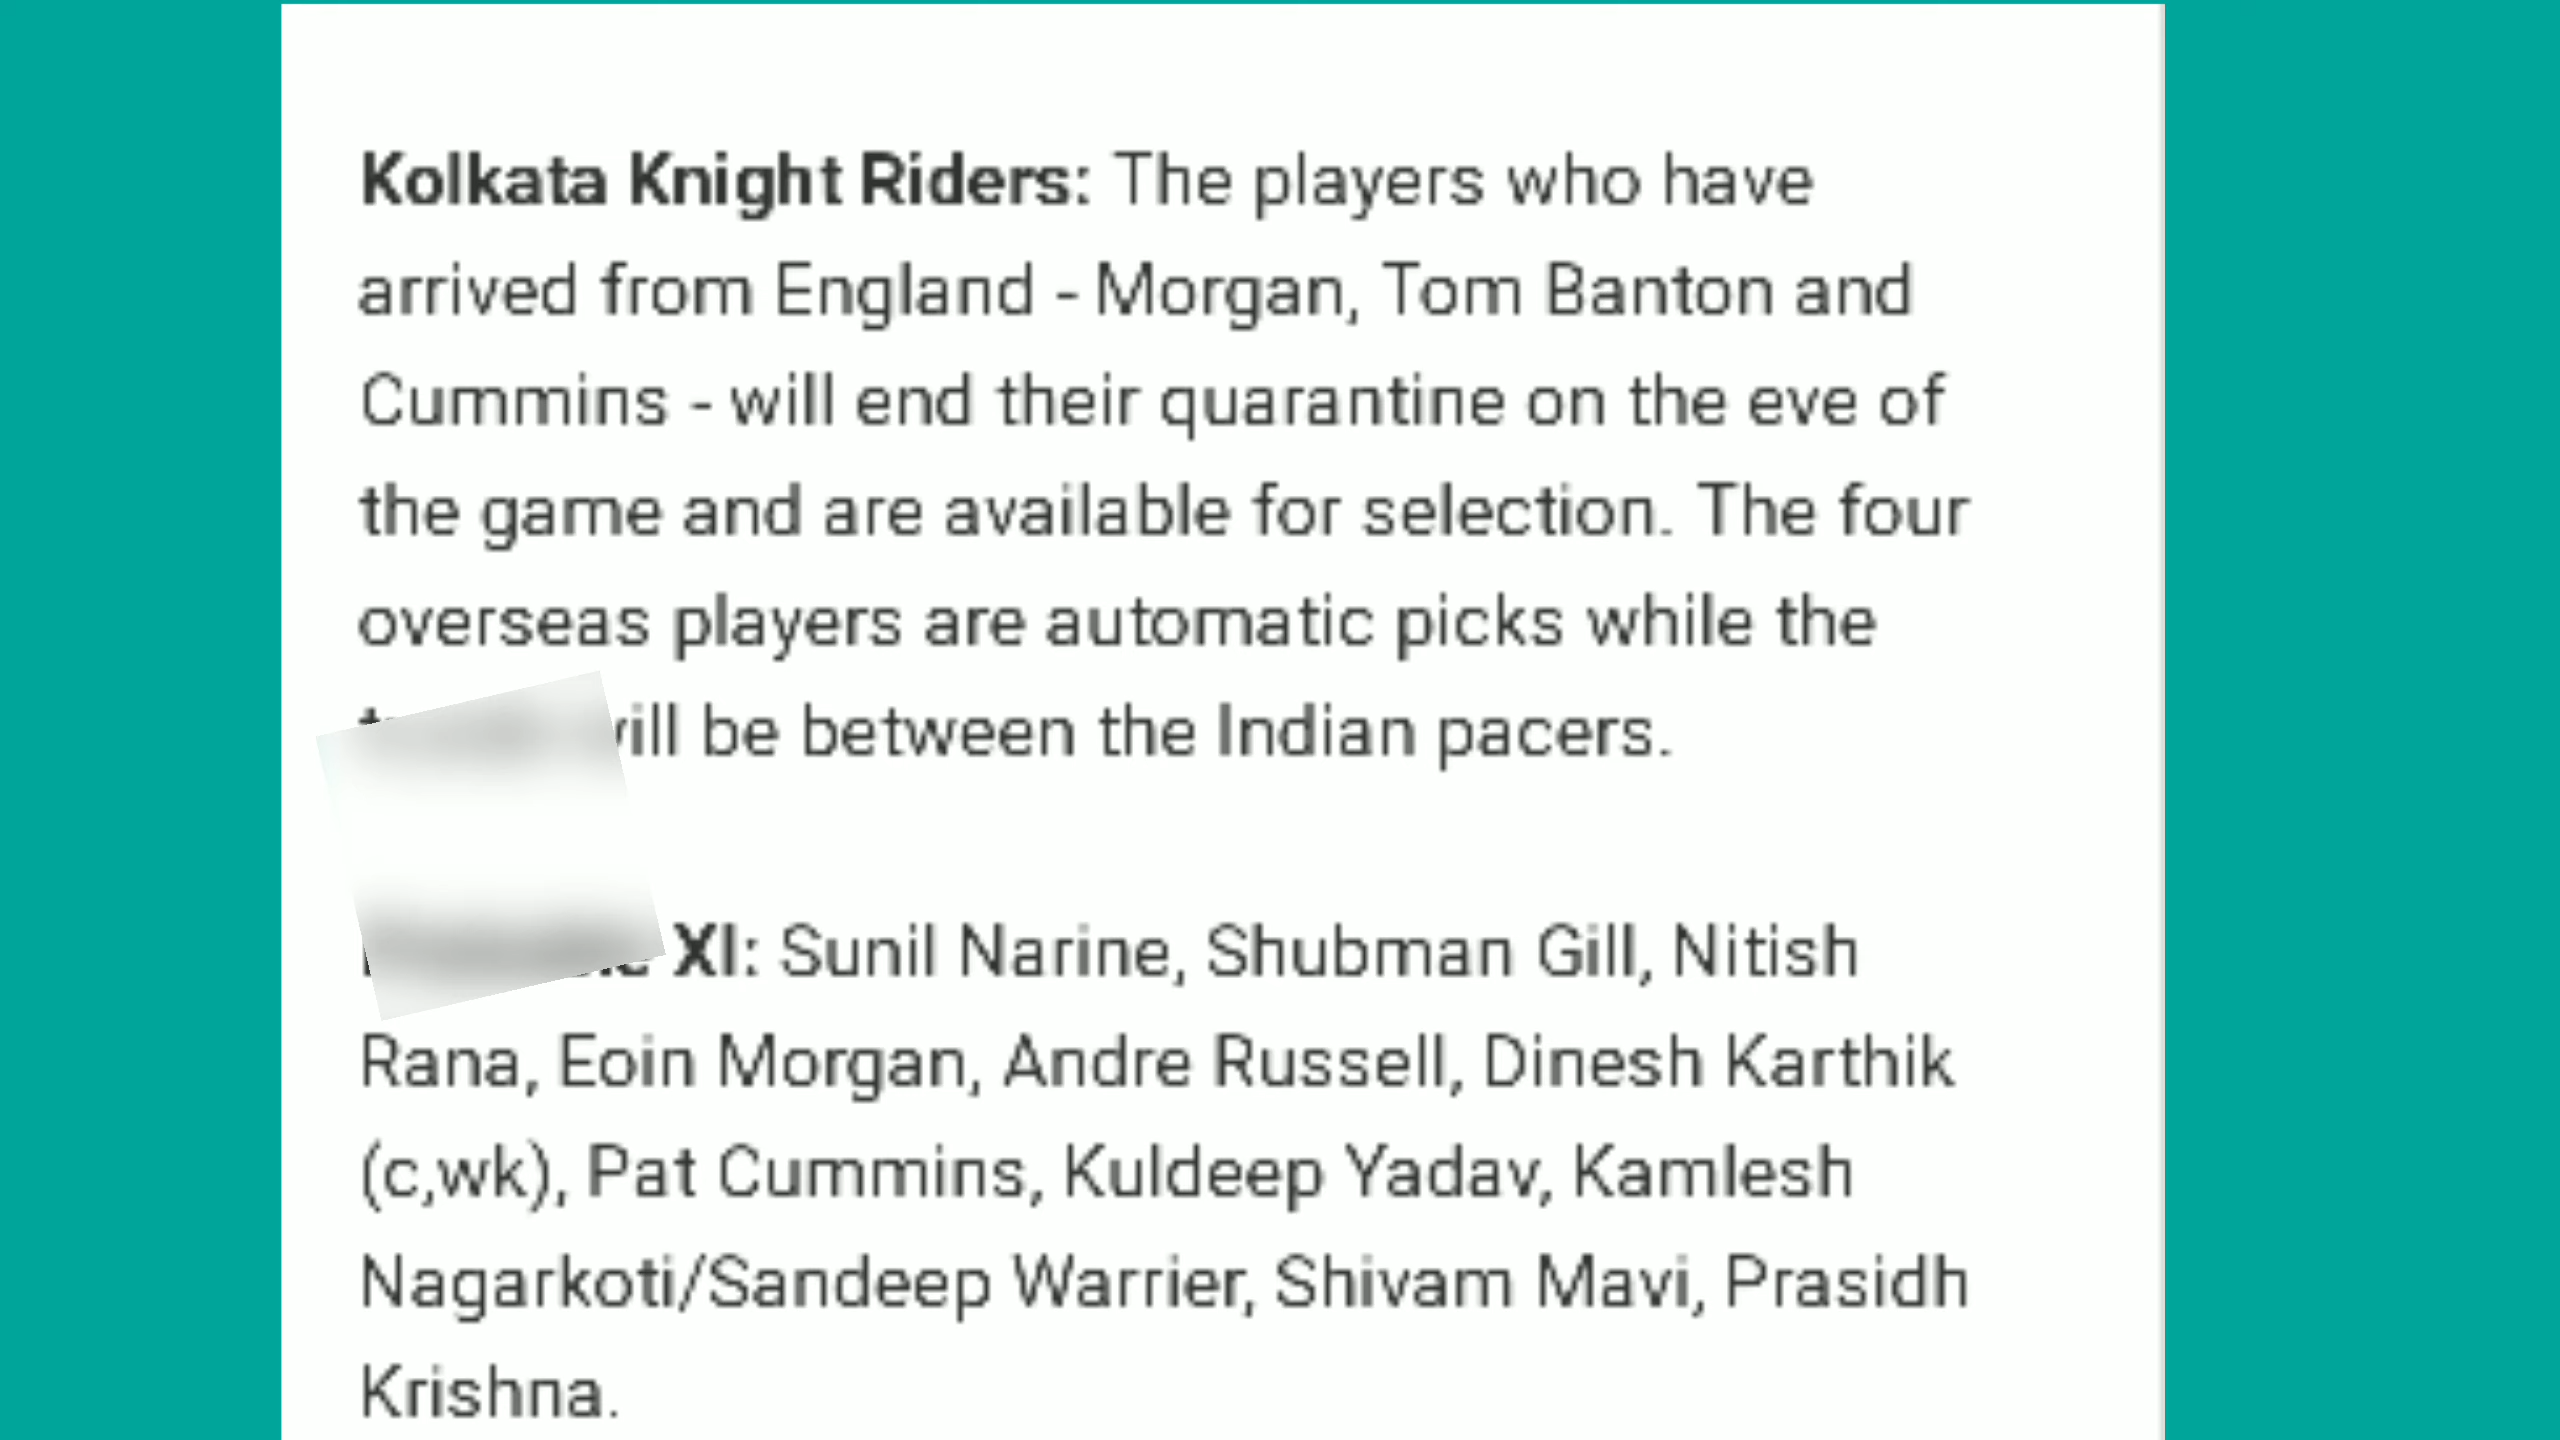 Kolkata Knight Riders: The players who have
arrived from England - Morgan, Tom Banton and
Cummins - will end their quarantine on the eve of
the game and are available for selection. The four
overseas players are automatic picks while the
will be between the Indian pacers.
XI: Sunil Narine, Shubman Gill, Nitish
Rana, Eoin Morgan, Andre Russell, Dinesh Karthik
(c,wk), Pat Cummins, Kuldeep Yadav, Kamlesh
Nagarkoti/Sandeep Warrier, Shivam Mavi, Prasidh
Krishna.